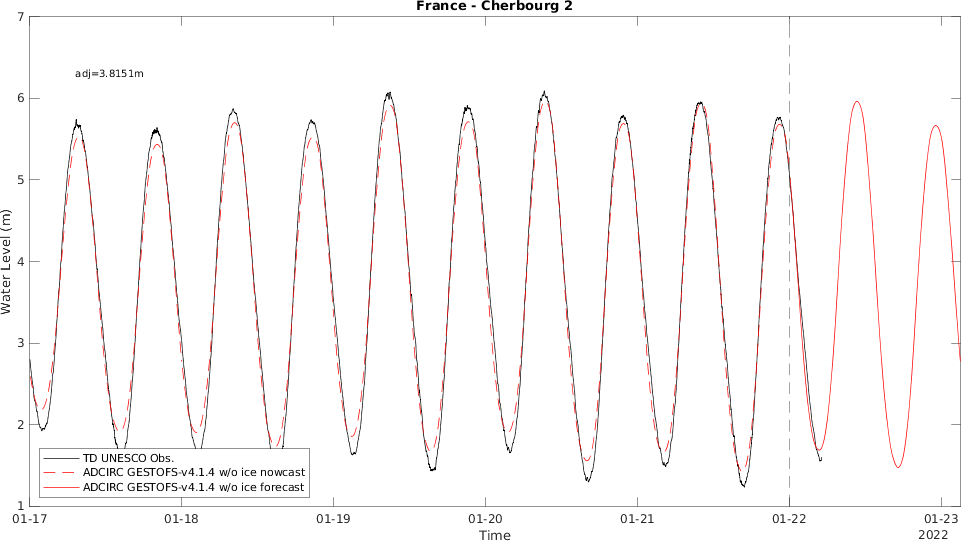 France - Cherbourg 2
7
adj=3.8151m
6
5
4
3
2
1
Water Level (m)
TD UNESCO Obs.
ADCIRC GESTOFS-v4.1.4 w/o ice nowcast
ADCIRC GESTOFS-v4.1.4 w/o ice forecast
01-17 01-18 01-19 01-20 01-21 01-22 01-23
Time 2022